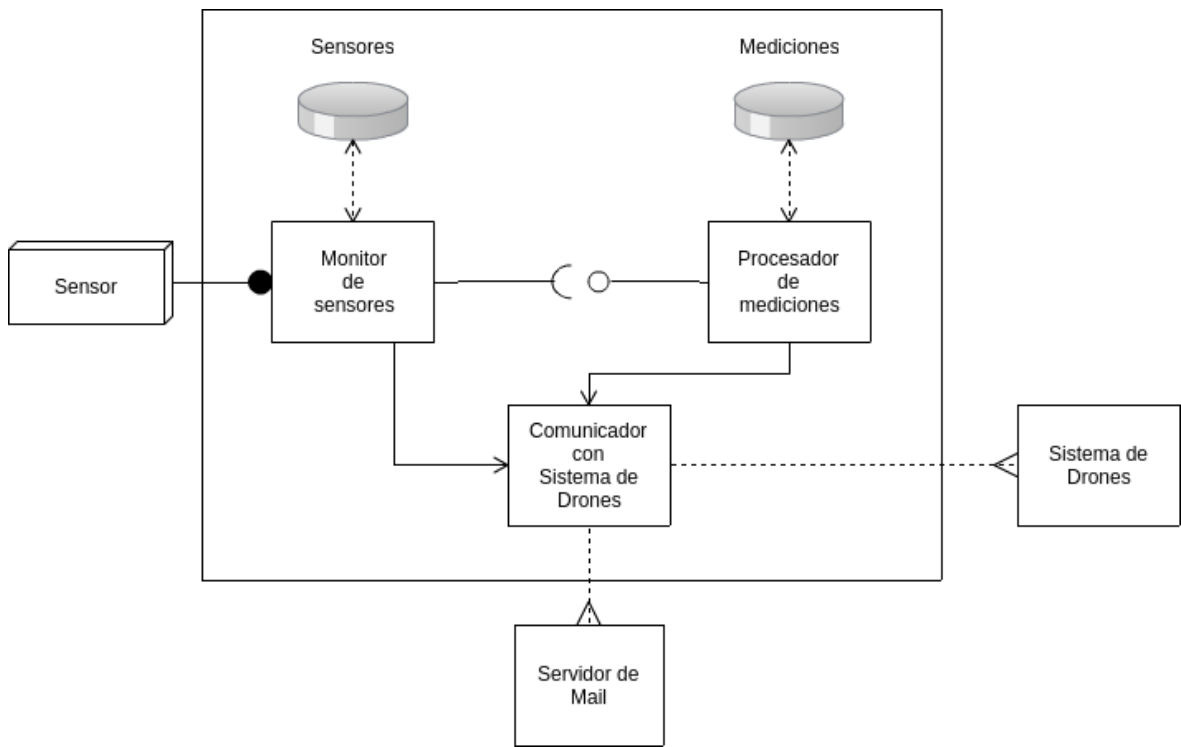 Sensores
Mediciones
Sensor
Monitor
de
sensores
Procesador
de
mediciones
Comunicador
con
Sistema de
Drones
Sistema de
Drones
Servidor de
Mail